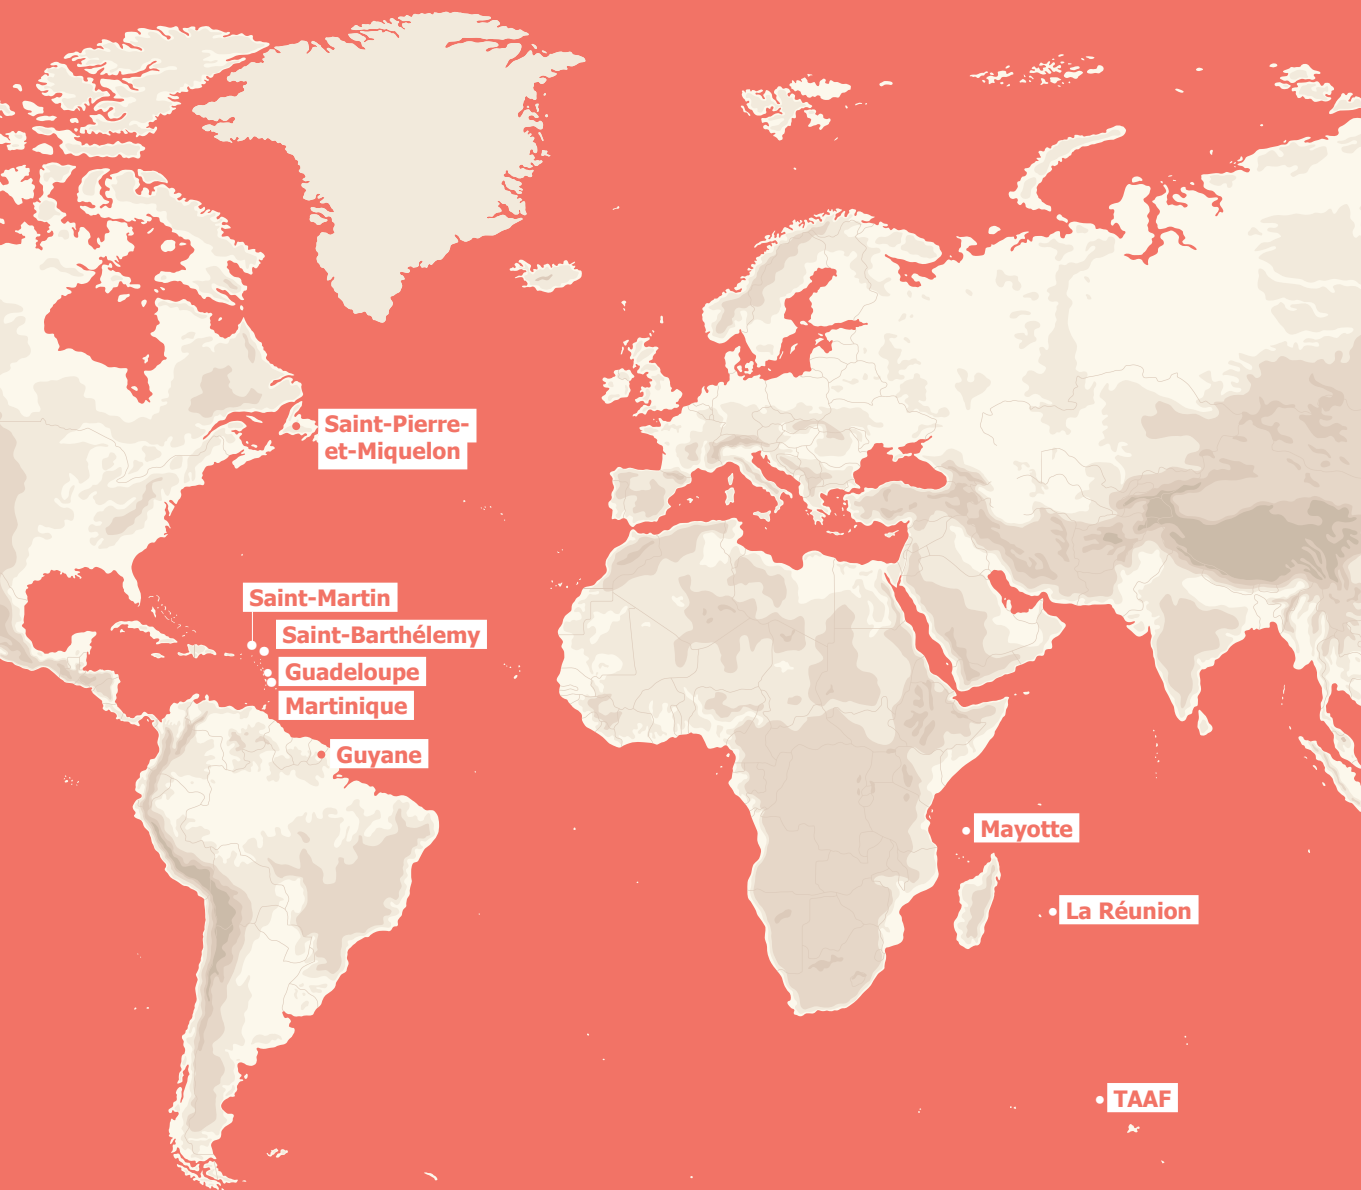 Saint-Pierre-
et-Miquelon
Saint-Martin
Saint-Barthélemy
Guadeloupe
Martinique
Guyane
Mayotte
La Réunion
TAAF